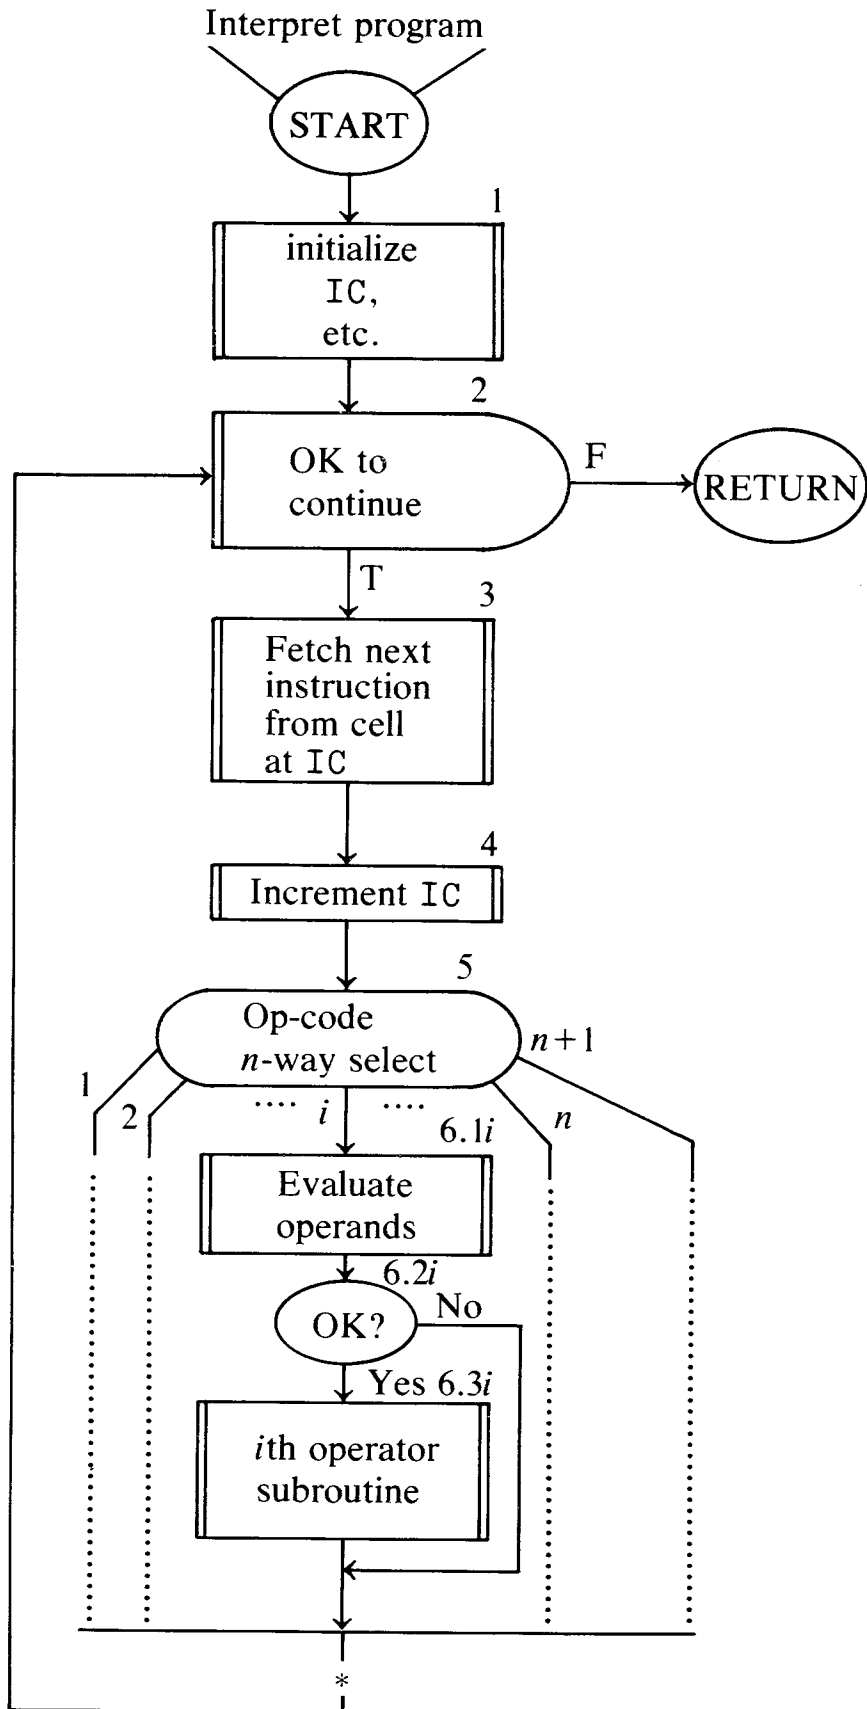 Interpret program
START
1
initialize
IC,
etc.
2
OK to
continue
F
RETURN
T
3
Fetch next
instruction
from cell
at IC
4
Increment IC
5
Op-code
n-way select
n+1
1
2
.... i ....
n
6.1i
Evaluate
operands
6.2i
OK?
No
Yes 6.3i
ith operator
subroutine
*